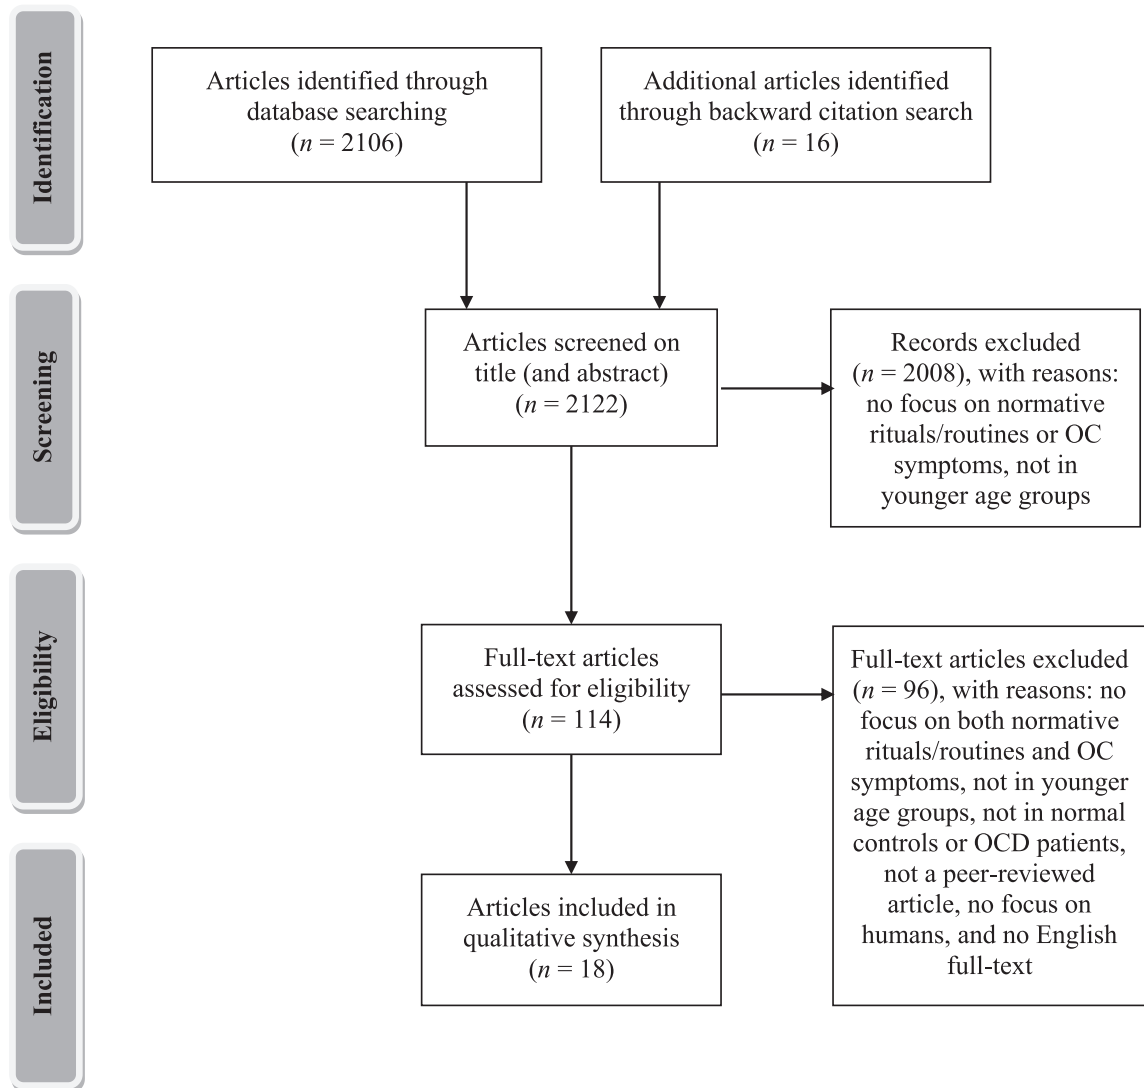 Identification
Articles identified through
database searching
(n = 2106)
Additional articles identified
through backward citation search
(n = 16)
Screening
Articles screened on
title (and abstract)
(n = 2122)
Records excluded
(n = 2008), with reasons:
no focus on normative
rituals/routines or OC
symptoms, not in
younger age groups
Eligibility
Full-text articles
assessed for eligibility
(n = 114)
Full-text articles excluded
(n = 96), with reasons: no
focus on both normative
rituals/routines and OC
symptoms, not in younger
age groups, not in normal
controls or OCD patients,
not a peer-reviewed
article, no focus on
humans, and no English
full-text
Included
Articles included in
qualitative synthesis
(n = 18)